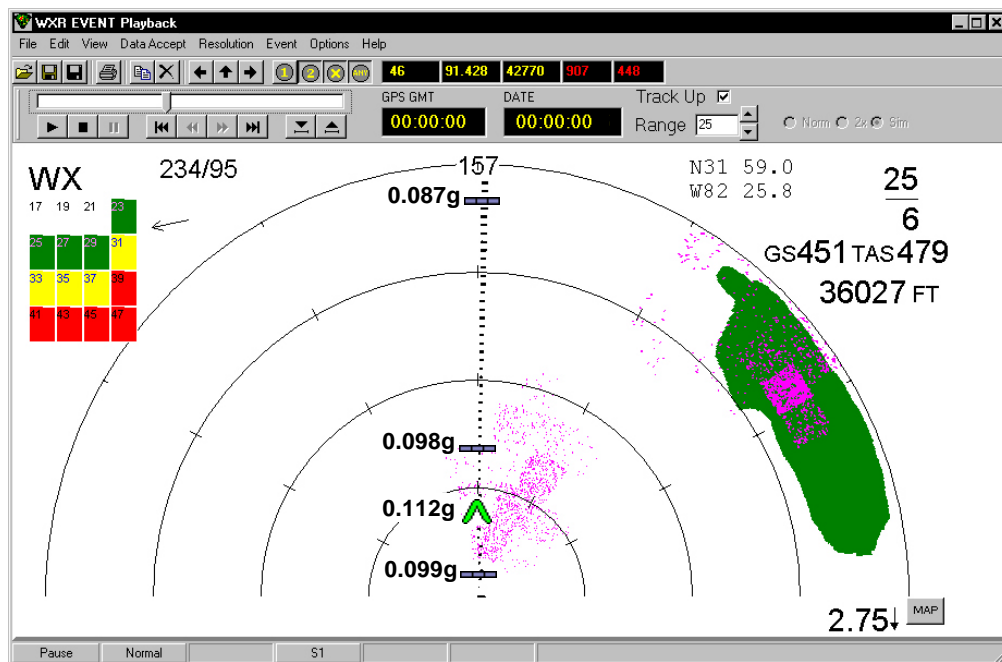 WXR EVENT Playback
File Edit View Data Accept Resolution Event Options Help
1 2 X ANY 46 91.428 42770 907 448
GPS GMT DATE Track Up
00:00:00 00:00:00 Range 25 Norm 2x Sim
WX 234/95 157 N31 59.0 25
W82 25.8 6
17 19 21 23
0.087g
25 27 29 31
GS451 TAS479
33 35 37 39
36027 FT
41 43 45 47
0.098g
0.112g
0.099g
2.75↓ MAP
Pause Normal S1